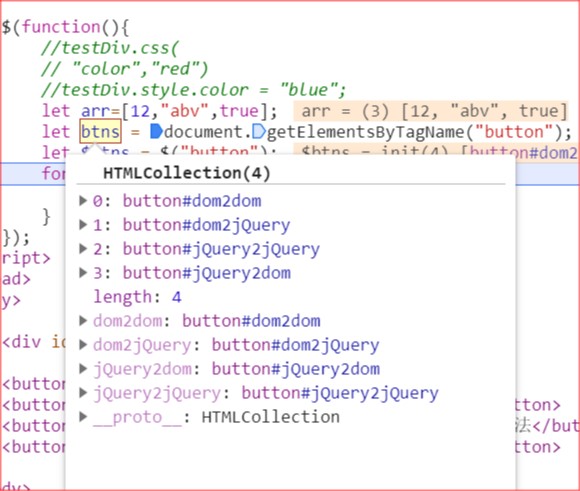 $(function(){
//testDiv.css(
// "color","red")
//testDiv.style.color = "blue";
let arr=[12,"abv",true]; arr = (3) [12, "abv", true]
let btns = document.getElementsByTagName("button");
let $btns = $("button"); $btns = init(4) [button#dom2
for
HTMLCollection(4)
0: button#dom2dom
1: button#dom2jQuery
2: button#jQuery2jQuery
3: button#jQuery2dom
length: 4
dom2dom: button#dom2dom
dom2jQuery: button#dom2jQuery
jQuery2dom: button#jQuery2dom
jQuery2jQuery: button#jQuery2jQuery
__proto__: HTMLCollection
}
});
ript>
ad>
y>
<div id
<button
<button tton>
<button 法</but
<button tton>
dy>